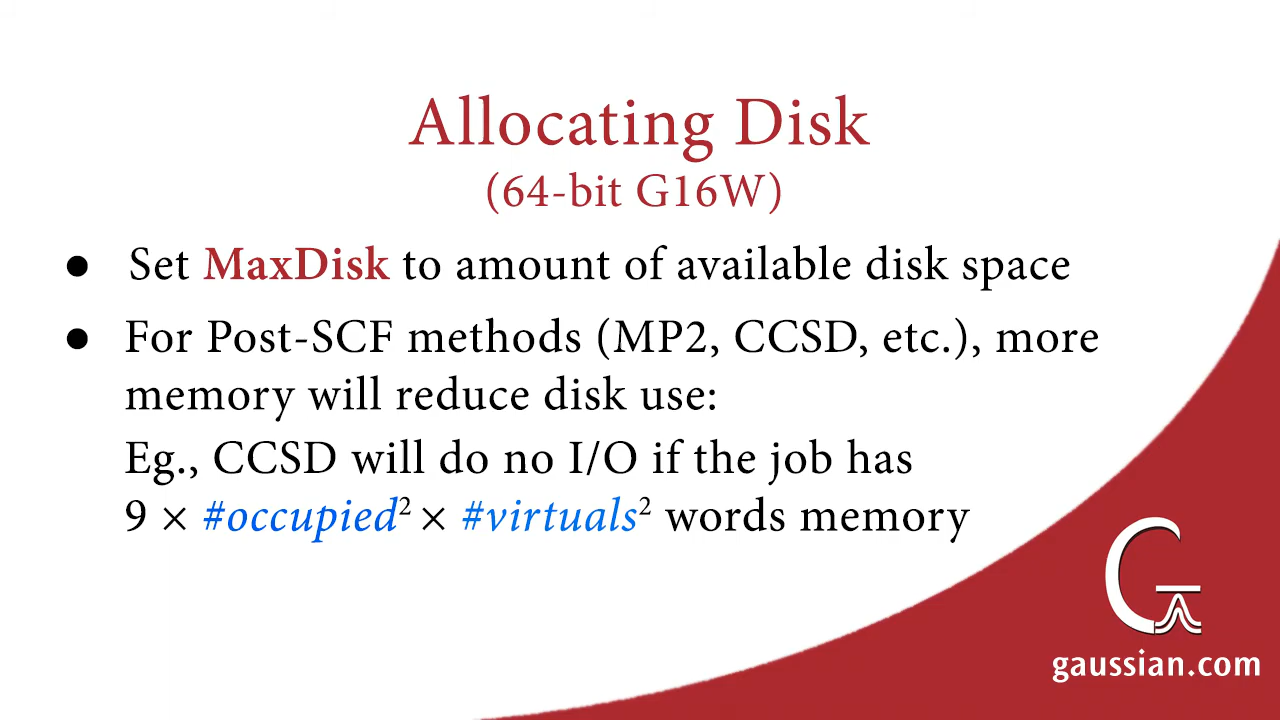 Allocating Disk
(64-bit G16W)
● Set MaxDisk to amount of available disk space
● For Post-SCF methods (MP2, CCSD, etc.), more
memory will reduce disk use:
Eg., CCSD will do no I/O if the job has
9 × #occupied² × #virtuals² words memory
G
gaussian.com